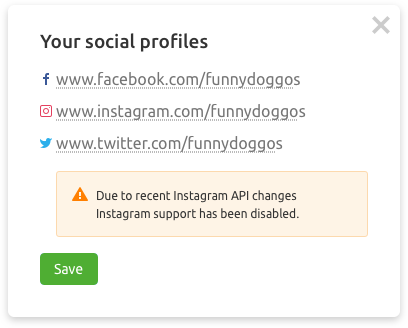 Your social profiles
www.facebook.com/funnydoggos
www.instagram.com/funnydoggos
www.twitter.com/funnydoggos
Due to recent Instagram API changes
Instagram support has been disabled.
Save